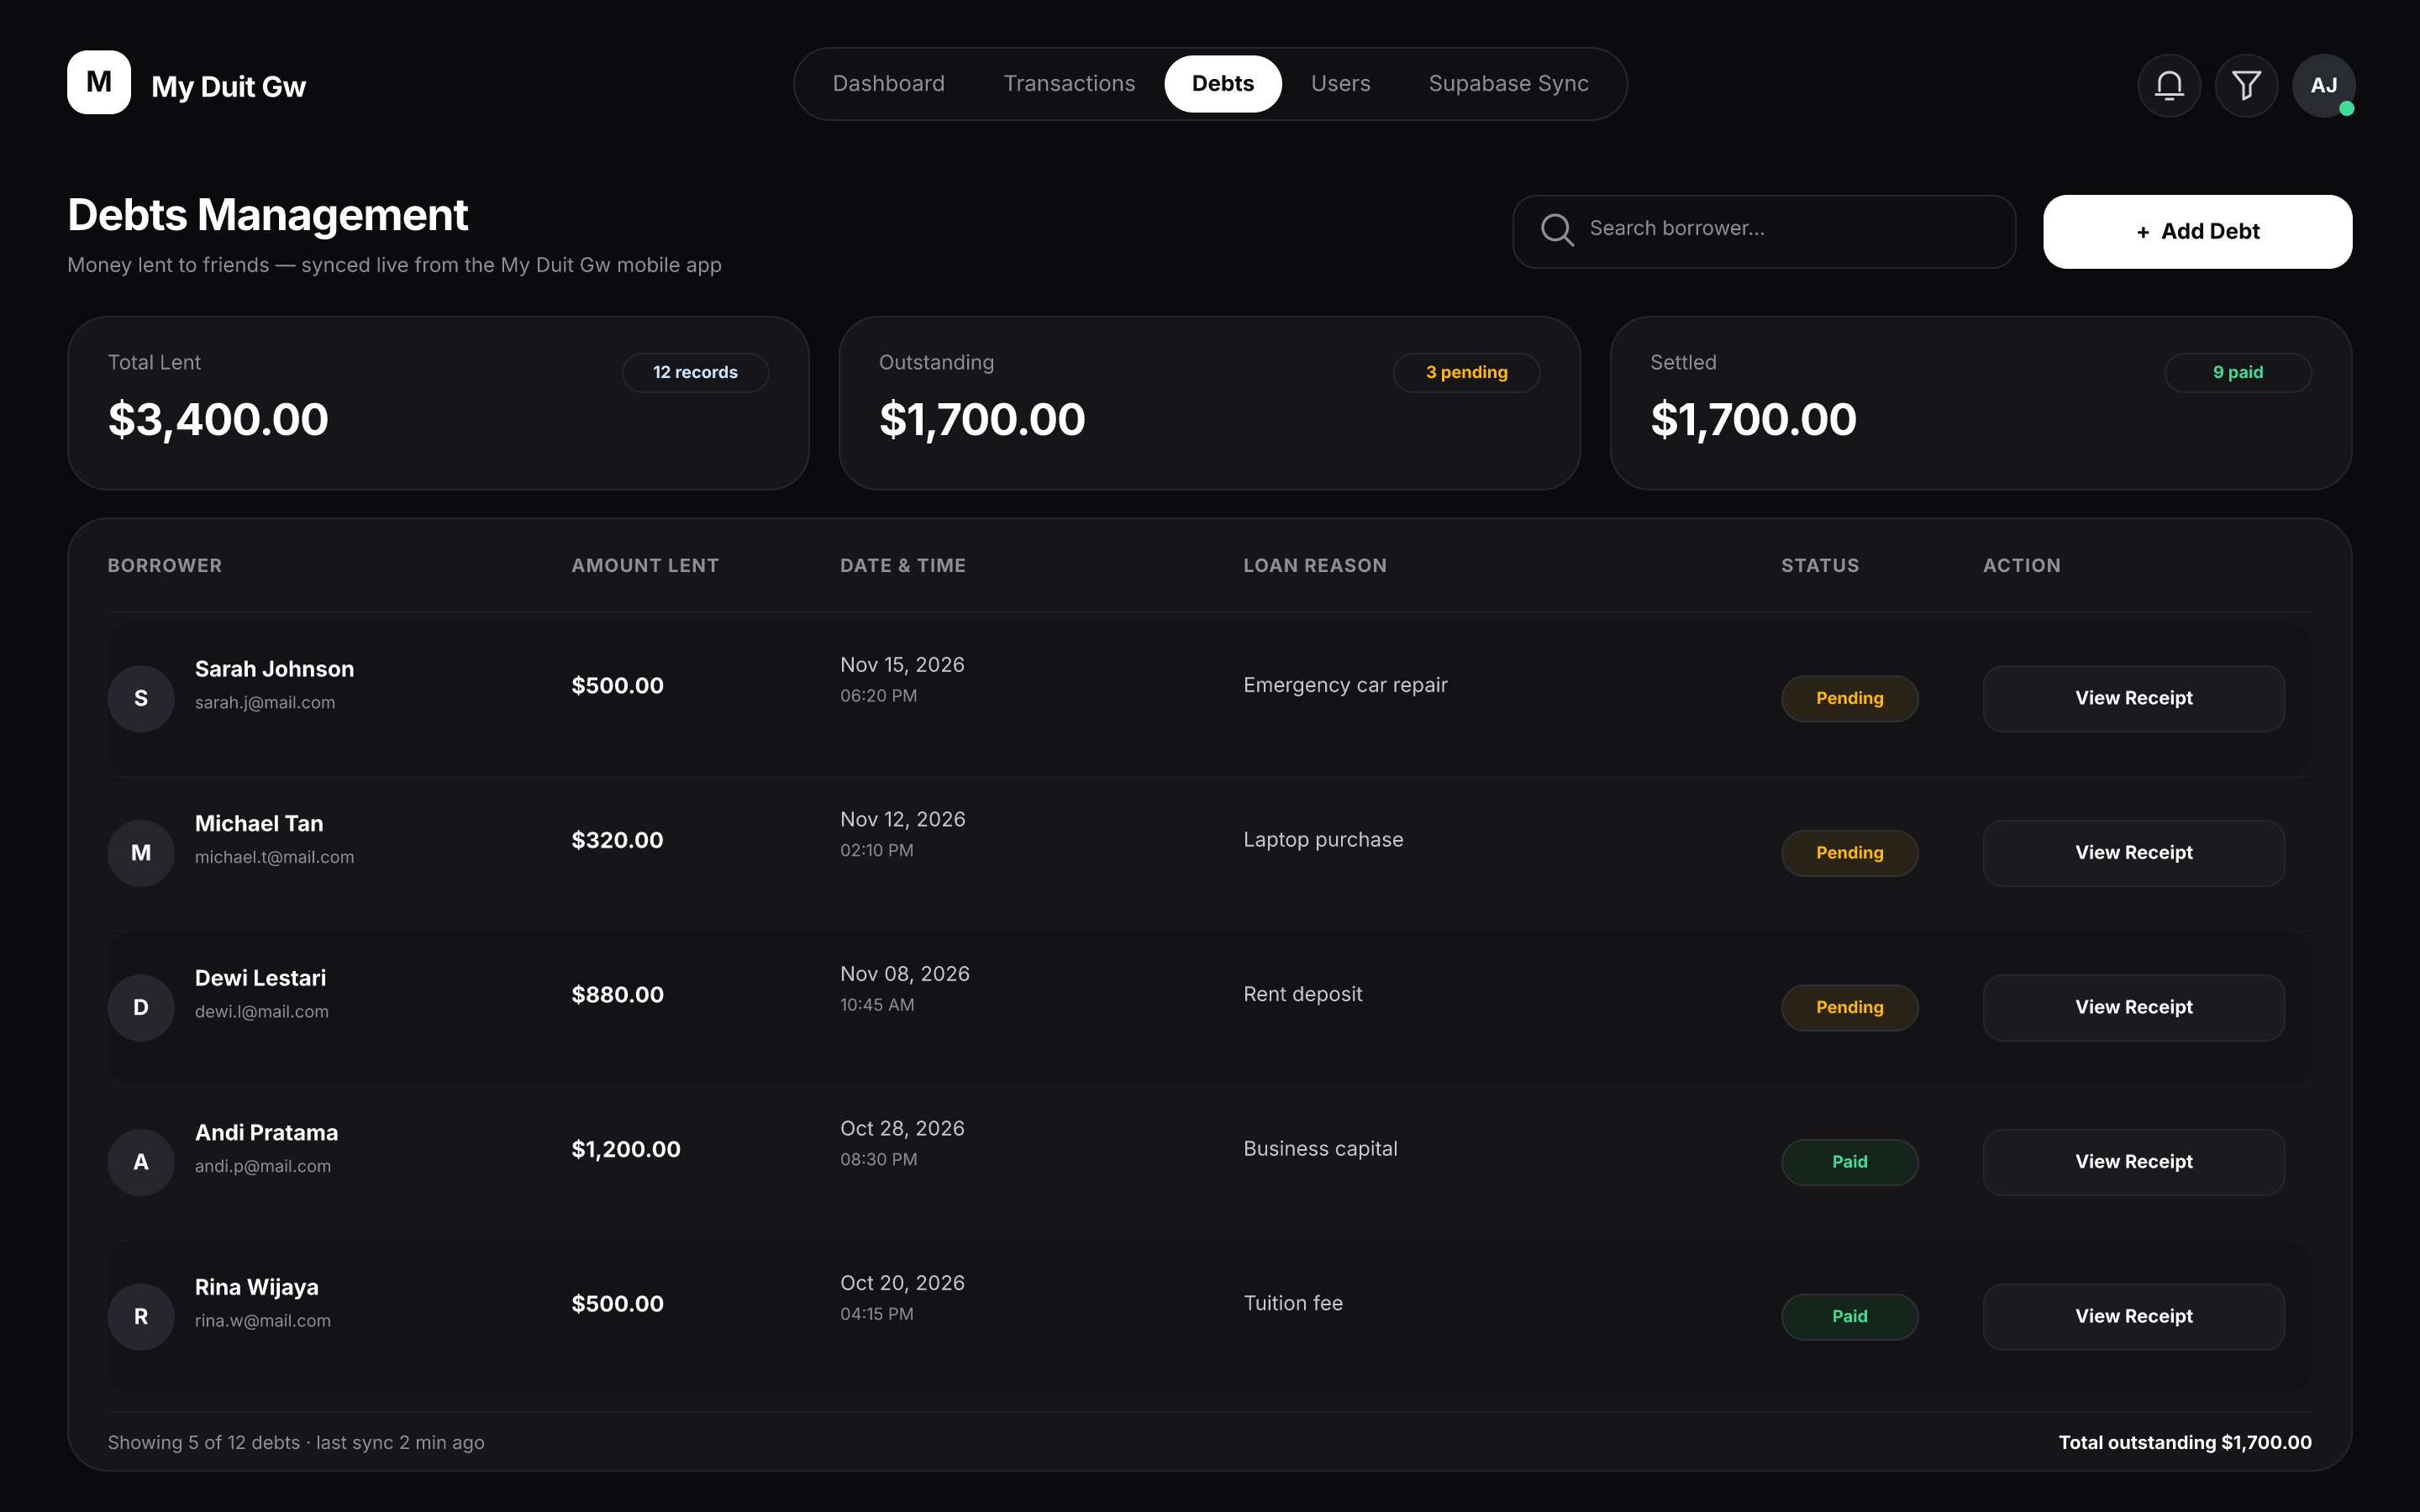 M
My Duit Gw
Dashboard
Transactions
Debts
Users
Supabase Sync
AJ
Debts Management
Money lent to friends — synced live from the My Duit Gw mobile app
Search borrower...
+ Add Debt
Total Lent
12 records
$3,400.00
Outstanding
3 pending
$1,700.00
Settled
9 paid
$1,700.00
BORROWER
AMOUNT LENT
DATE & TIME
LOAN REASON
STATUS
ACTION
S
Sarah Johnson
sarah.j@mail.com
$500.00
Nov 15, 2026
06:20 PM
Emergency car repair
Pending
View Receipt
M
Michael Tan
michael.t@mail.com
$320.00
Nov 12, 2026
02:10 PM
Laptop purchase
Pending
View Receipt
D
Dewi Lestari
dewi.l@mail.com
$880.00
Nov 08, 2026
10:45 AM
Rent deposit
Pending
View Receipt
A
Andi Pratama
andi.p@mail.com
$1,200.00
Oct 28, 2026
08:30 PM
Business capital
Paid
View Receipt
R
Rina Wijaya
rina.w@mail.com
$500.00
Oct 20, 2026
04:15 PM
Tuition fee
Paid
View Receipt
Showing 5 of 12 debts · last sync 2 min ago
Total outstanding $1,700.00